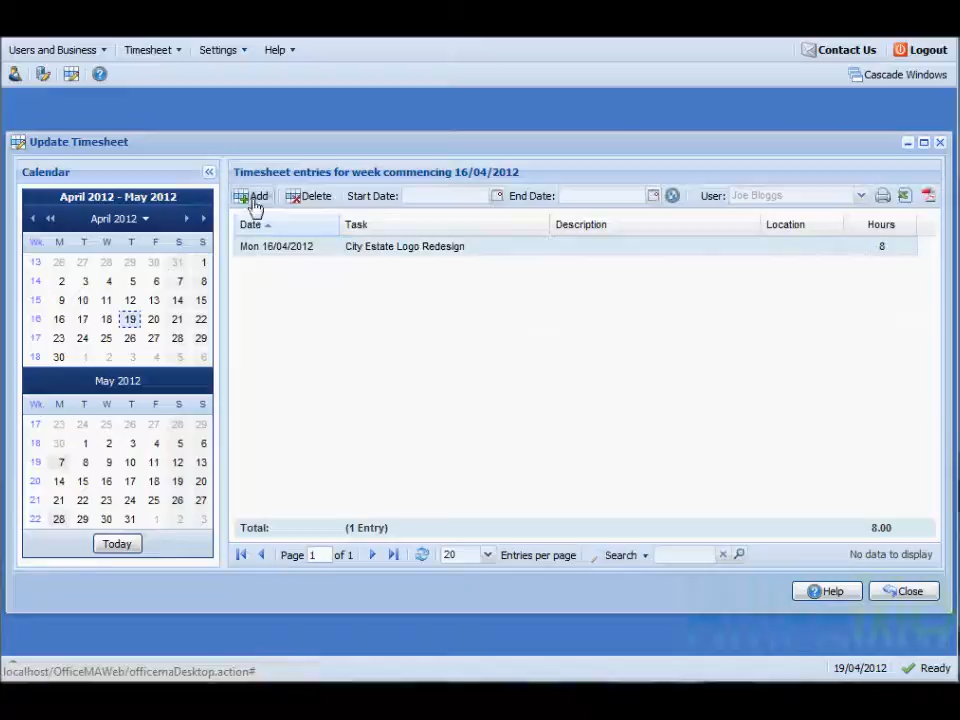 Users and Business Timesheet Settings Help Contact Us Logout
Cascade Windows
Update Timesheet
Calendar Timesheet entries for week commencing 16/04/2012
April 2012 - May 2012 Add Delete Start Date: End Date: User: Joe Bloggs
April 2012 Date Task Description Location Hours
Wk. M T W T F S S Mon 16/04/2012 City Estate Logo Redesign 8
13 26 27 28 29 30 31 1
14 2 3 4 5 6 7 8
15 9 10 11 12 13 14 15
16 16 17 18 19 20 21 22
17 23 24 25 26 27 28 29
18 30 1 2 3 4 5 6
May 2012
Wk. M T W T F S S
17 23 24 25 26 27 28 29
18 30 1 2 3 4 5 6
19 7 8 9 10 11 12 13
20 14 15 16 17 18 19 20
21 21 22 23 24 25 26 27
22 28 29 30 31 1 2 3
Total: (1 Entry) 8.00
Today
Page 1 of 1 20 Entries per page Search No data to display
Help Close
localhost/OfficeMAWeb/officemaDesktop.action# 19/04/2012 Ready